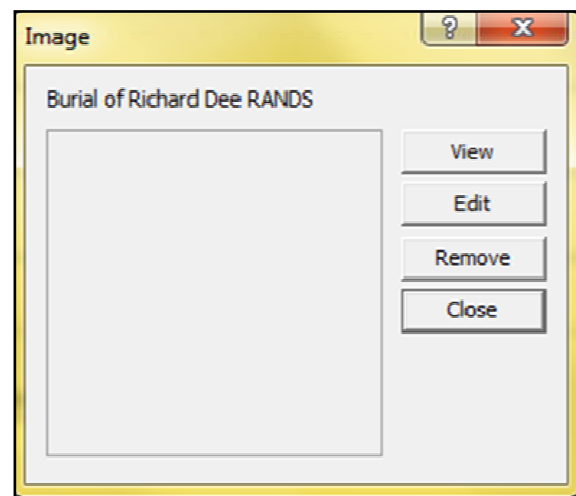 Image
?
X
Burial of Richard Dee RANDS
View
Edit
Remove
Close